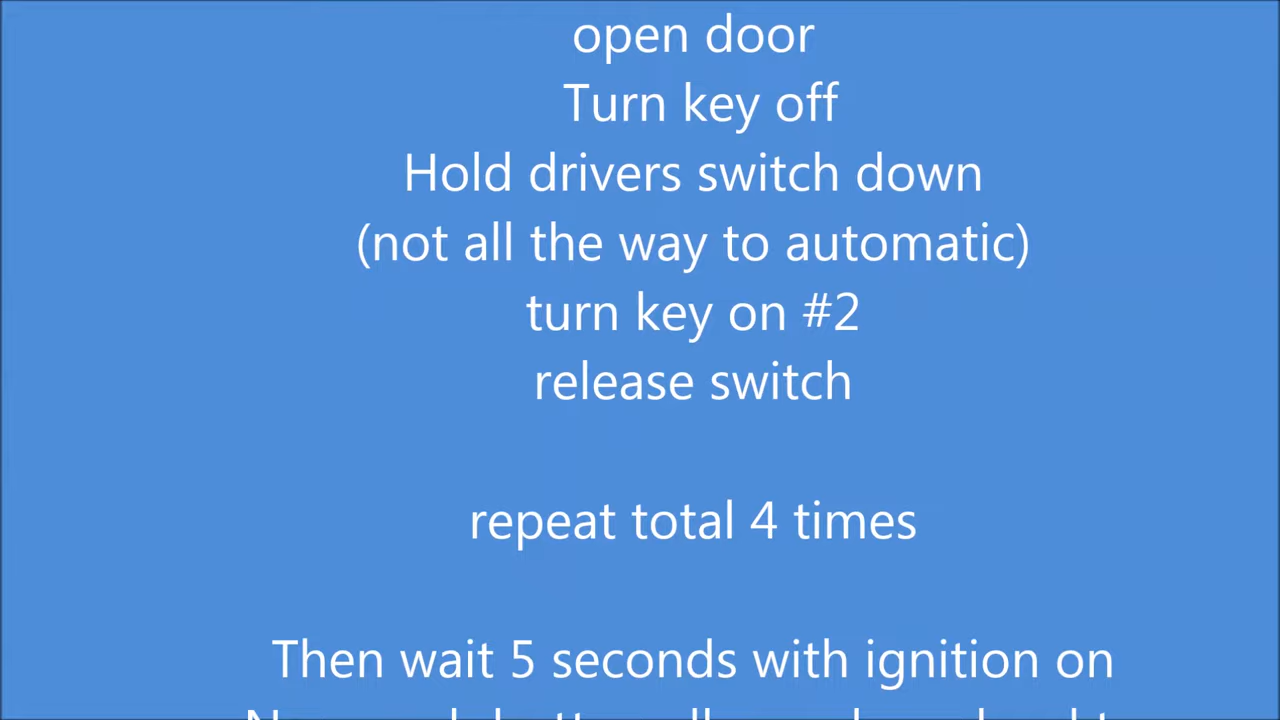 open door
Turn key off
Hold drivers switch down
(not all the way to automatic)
turn key on #2
release switch
repeat total 4 times
Then wait 5 seconds with ignition on